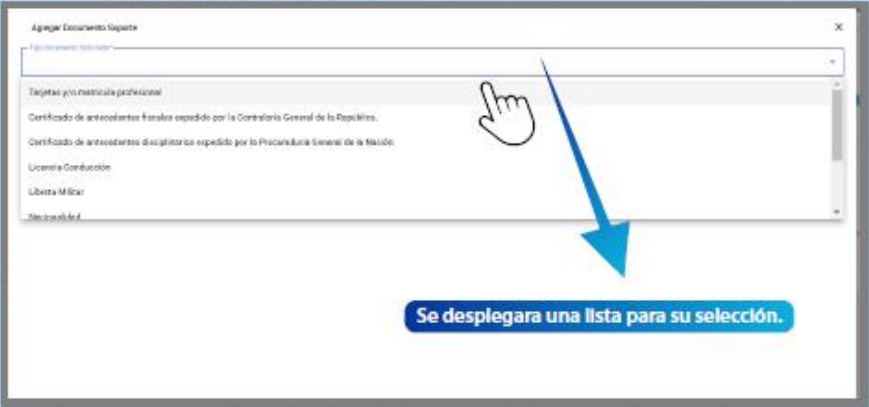 Agregar Documento Soporte
Tarjetas y/o matricula profesional
Certificado de antecedentes fiscales expedido por la Contraloría General de la República.
Certificado de antecedentes disciplinarios expedido por la Procuraduría General de la Nación.
Licencia Conducción
Libreta Militar
Nacionalidad
Se desplegara una lista para su selección.